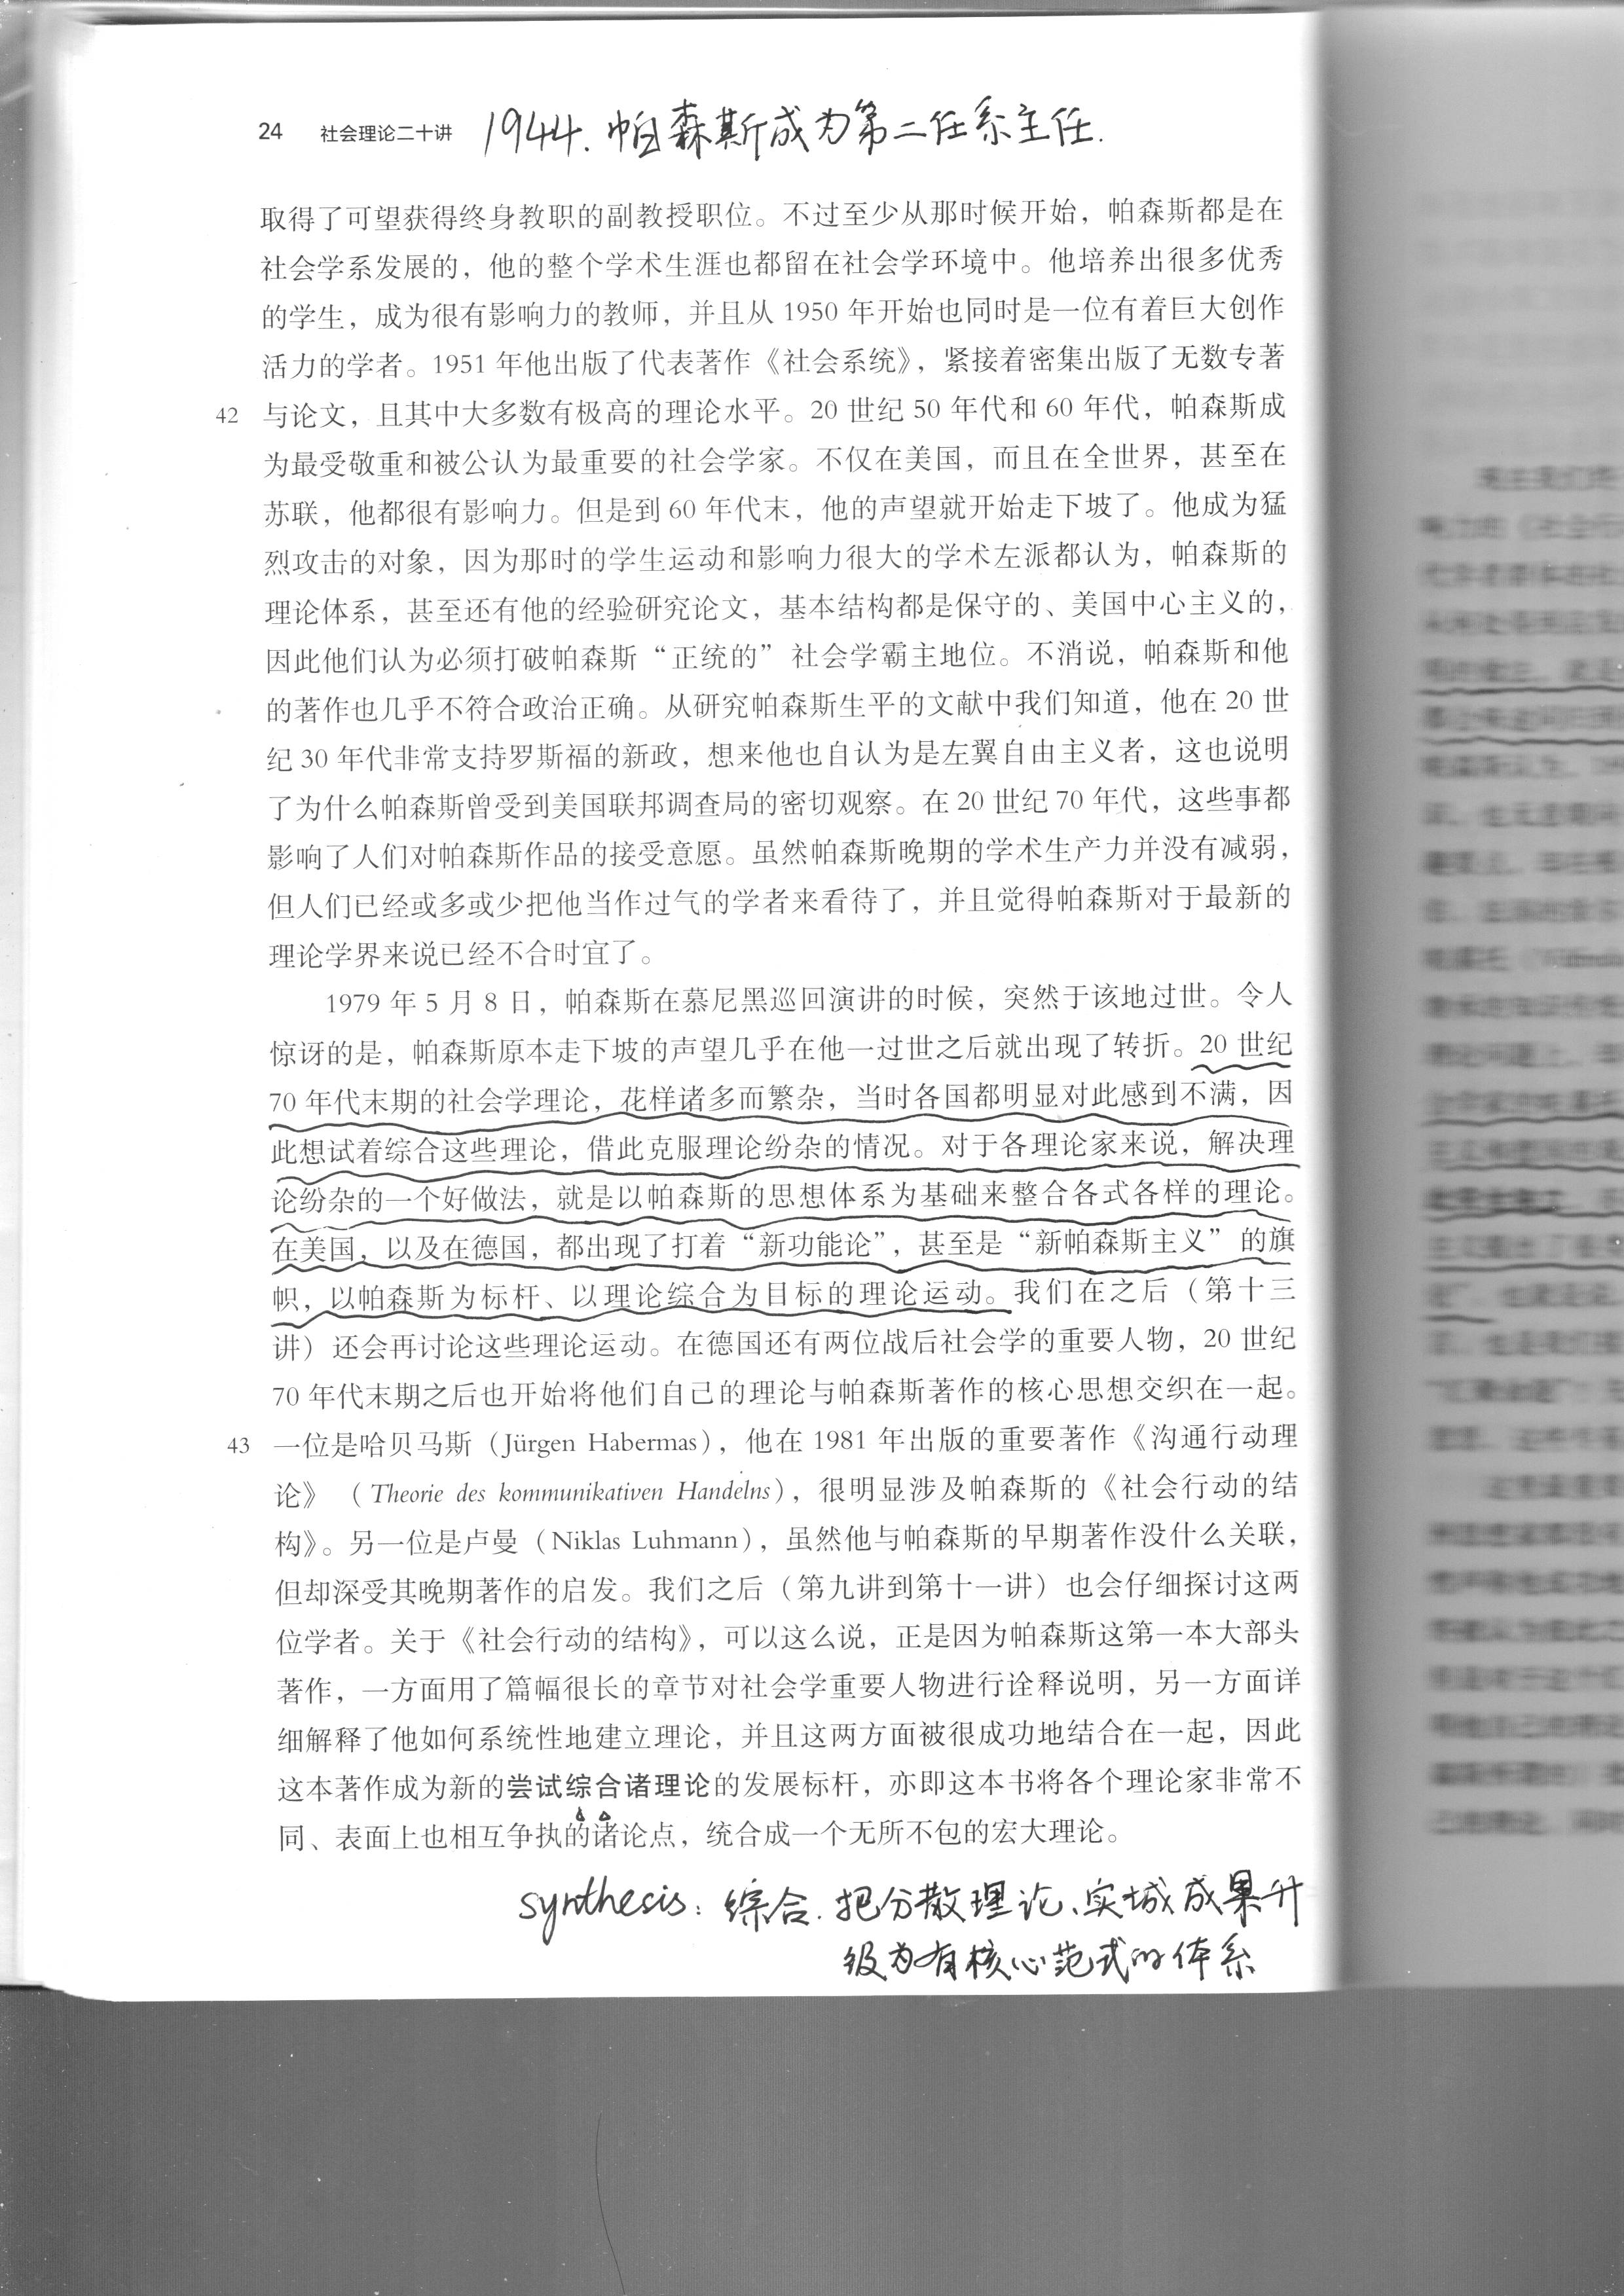 24 社会理论二十讲 1944. 帕森斯成为第二任系主任.
取得了可望获得终身教职的副教授职位。不过至少从那时候开始，帕森斯都是在
社会学系发展的，他的整个学术生涯也都留在社会学环境中。他培养出很多优秀
的学生，成为很有影响力的教师，并且从 1950 年开始也同时是一位有着巨大创作
活力的学者。1951 年他出版了代表著作《社会系统》，紧接着密集出版了无数专著
42 与论文，且其中大多数有极高的理论水平。20 世纪 50 年代和 60 年代，帕森斯成
为最受敬重和被公认为最重要的社会学家。不仅在美国，而且在全世界，甚至在
苏联，他都很有影响力。但是到 60 年代末，他的声望就开始走下坡了。他成为猛
烈攻击的对象，因为那时的学生运动和影响力很大的学术左派都认为，帕森斯的
理论体系，甚至还有他的经验研究论文，基本结构都是保守的、美国中心主义的，
因此他们认为必须打破帕森斯“正统的”社会学霸主地位。不消说，帕森斯和他
的著作也几乎不符合政治正确。从研究帕森斯生平的文献中我们知道，他在 20 世
纪 30 年代非常支持罗斯福的新政，想来他也自认为是左翼自由主义者，这也说明
了为什么帕森斯曾受到美国联邦调查局的密切观察。在 20 世纪 70 年代，这些事都
影响了人们对帕森斯作品的接受意愿。虽然帕森斯晚期的学术生产力并没有减弱，
但人们已经或多或少把他当作过气的学者来看待了，并且觉得帕森斯对于最新的
理论学界来说已经不合时宜了。
1979 年 5 月 8 日，帕森斯在慕尼黑巡回演讲的时候，突然于该地过世。令人
惊讶的是，帕森斯原本走下坡的声望几乎在他一过世之后就出现了转折。20 世纪
70 年代末期的社会学理论，花样诸多而繁杂，当时各国都明显对此感到不满，因
此想试着综合这些理论，借此克服理论纷杂的情况。对于各理论家来说，解决理
论纷杂的一个好做法，就是以帕森斯的思想体系为基础来整合各式各样的理论。
在美国，以及在德国，都出现了打着“新功能论”，甚至是“新帕森斯主义”的旗
帜，以帕森斯为标杆、以理论综合为目标的理论运动。我们在之后（第十三
讲）还会再讨论这些理论运动。在德国还有两位战后社会学的重要人物，20 世纪
70 年代末期之后也开始将他们自己的理论与帕森斯著作的核心思想交织在一起。
43 一位是哈贝马斯（Jürgen Habermas），他在 1981 年出版的重要著作《沟通行动理
论》（Theorie des kommunikativen Handelns），很明显涉及帕森斯的《社会行动的结
构》。另一位是卢曼（Niklas Luhmann），虽然他与帕森斯的早期著作没什么关联，
但却深受其晚期著作的启发。我们之后（第九讲到第十一讲）也会仔细探讨这两
位学者。关于《社会行动的结构》，可以这么说，正是因为帕森斯这第一本大部头
著作，一方面用了篇幅很长的章节对社会学重要人物进行诠释说明，另一方面详
细解释了他如何系统性地建立理论，并且这两方面被很成功地结合在一起，因此
这本著作成为新的尝试综合诸理论的发展标杆，亦即这本书将各个理论家非常不
同、表面上也相互争执的诸论点，统合成一个无所不包的宏大理论。
synthesis：综合. 把分散理论、实城成果升
级为有核心范式的体系